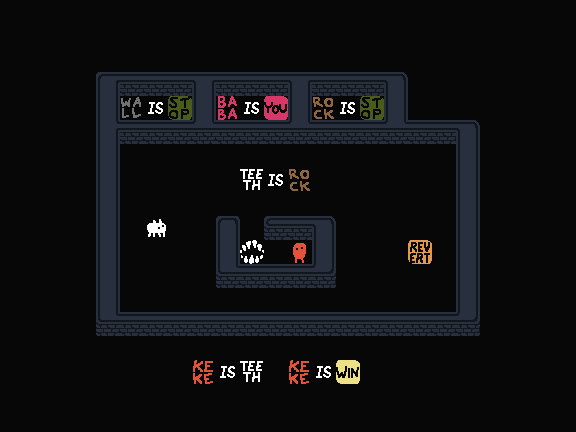 WALL IS STOP BABA IS YOU ROCK IS STOP
TEETH IS ROCK
REVERT
KEKE IS TEETH KEKE IS WIN